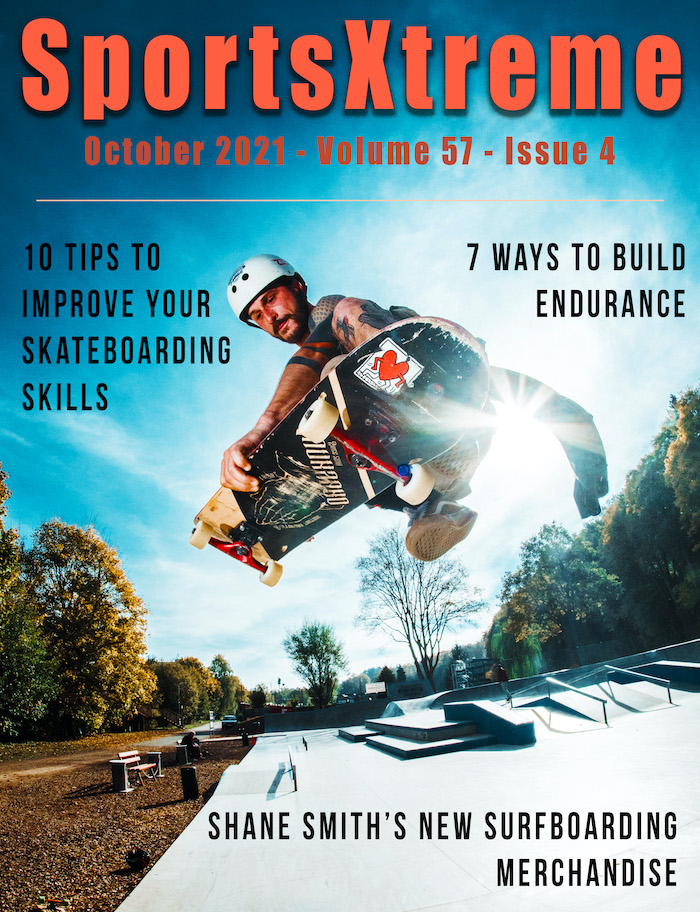 SportsXtreme
October 2021 - Volume 57 - Issue 4
10 TIPS TO
IMPROVE YOUR
SKATEBOARDING
SKILLS
7 WAYS TO BUILD
ENDURANCE
SHANE SMITH'S NEW SURFBOARDING
MERCHANDISE